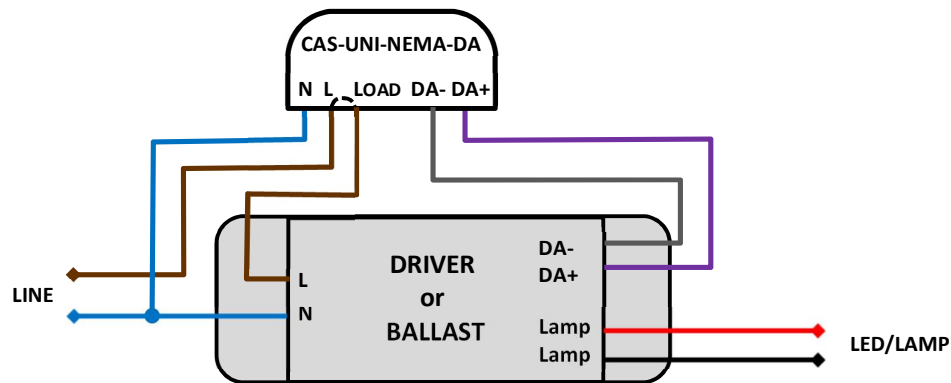 CAS-UNI-NEMA-DA
N L LOAD DA- DA+
DRIVER
or
BALLAST
L
N
DA-
DA+
Lamp
Lamp
LINE
LED/LAMP